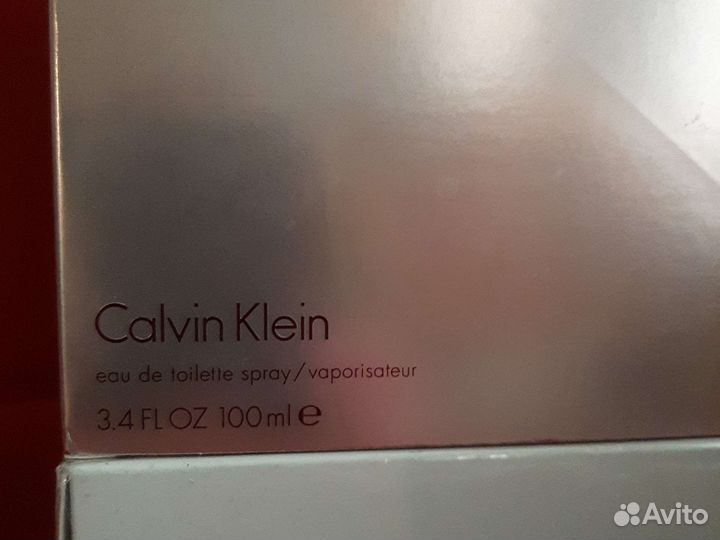 Calvin Klein
eau de toilette spray/vaporisateur
3.4 FL OZ 100 ml ℮
Avito